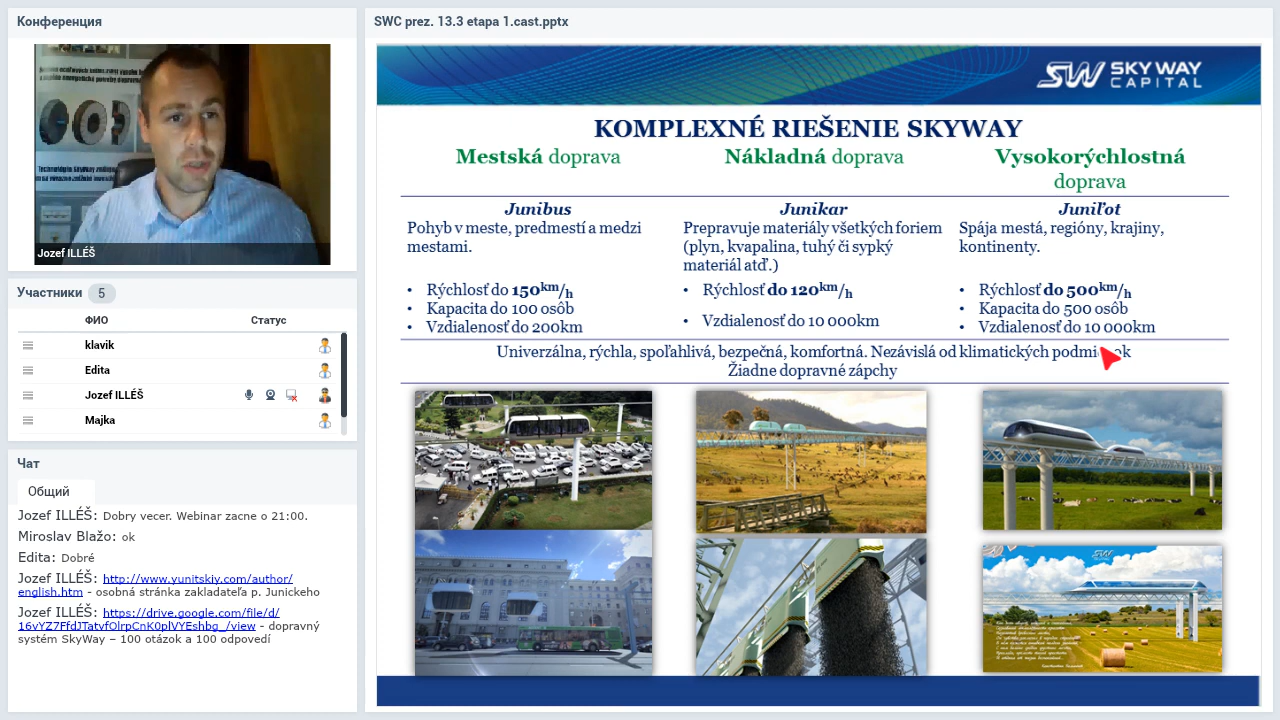 Конференция
Jozef ILLÉŠ
Участники 5
ФИО Статус
klavik
Edita
Jozef ILLÉŠ
Majka
Чат
Общий
Jozef ILLÉŠ: Dobry vecer. Webinar zacne o 21:00.
Miroslav Blažo: ok
Edita: Dobré
Jozef ILLÉŠ: http://www.yunitskiy.com/author/
english.htm - osobná stránka zakladateľa p. Junickeho
Jozef ILLÉŠ: https://drive.google.com/file/d/
16vYZ7FfdJTatvfOlrpCnK0plVYEshbg_/view - dopravný
systém SkyWay – 100 otázok a 100 odpovedí
SWC prez. 13.3 etapa 1.cast.pptx
SW SKY WAY
CAPITAL
KOMPLEXNÉ RIEŠENIE SKYWAY
Mestská doprava
Junibus
Pohyb v meste, predmestí a medzi
mestami.
• Rýchlosť do 150km/h
• Kapacita do 100 osôb
• Vzdialenosť do 200km
Nákladná doprava
Junikar
Prepravuje materiály všetkých foriem
(plyn, kvapalina, tuhý či sypký
materiál atď.)
• Rýchlosť do 120km/h
• Vzdialenosť do 10 000km
Vysokorýchlostná
doprava
Juniľot
Spája mestá, regióny, krajiny,
kontinenty.
• Rýchlosť do 500km/h
• Kapacita do 500 osôb
• Vzdialenosť do 10 000km
Univerzálna, rýchla, spoľahlivá, bezpečná, komfortná. Nezávislá od klimatických
Žiadne dopravné zápchy